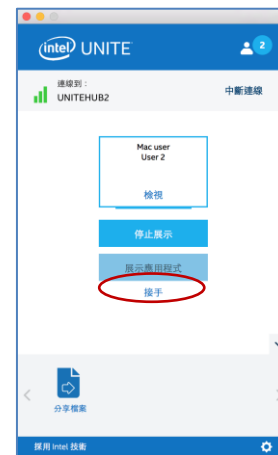 intel UNITE
2
連線到：
UNITEHUB2
中斷連線
Mac user
User 2
檢視
停止展示
展示應用程式
接手
分享檔案
採用 Intel 技術